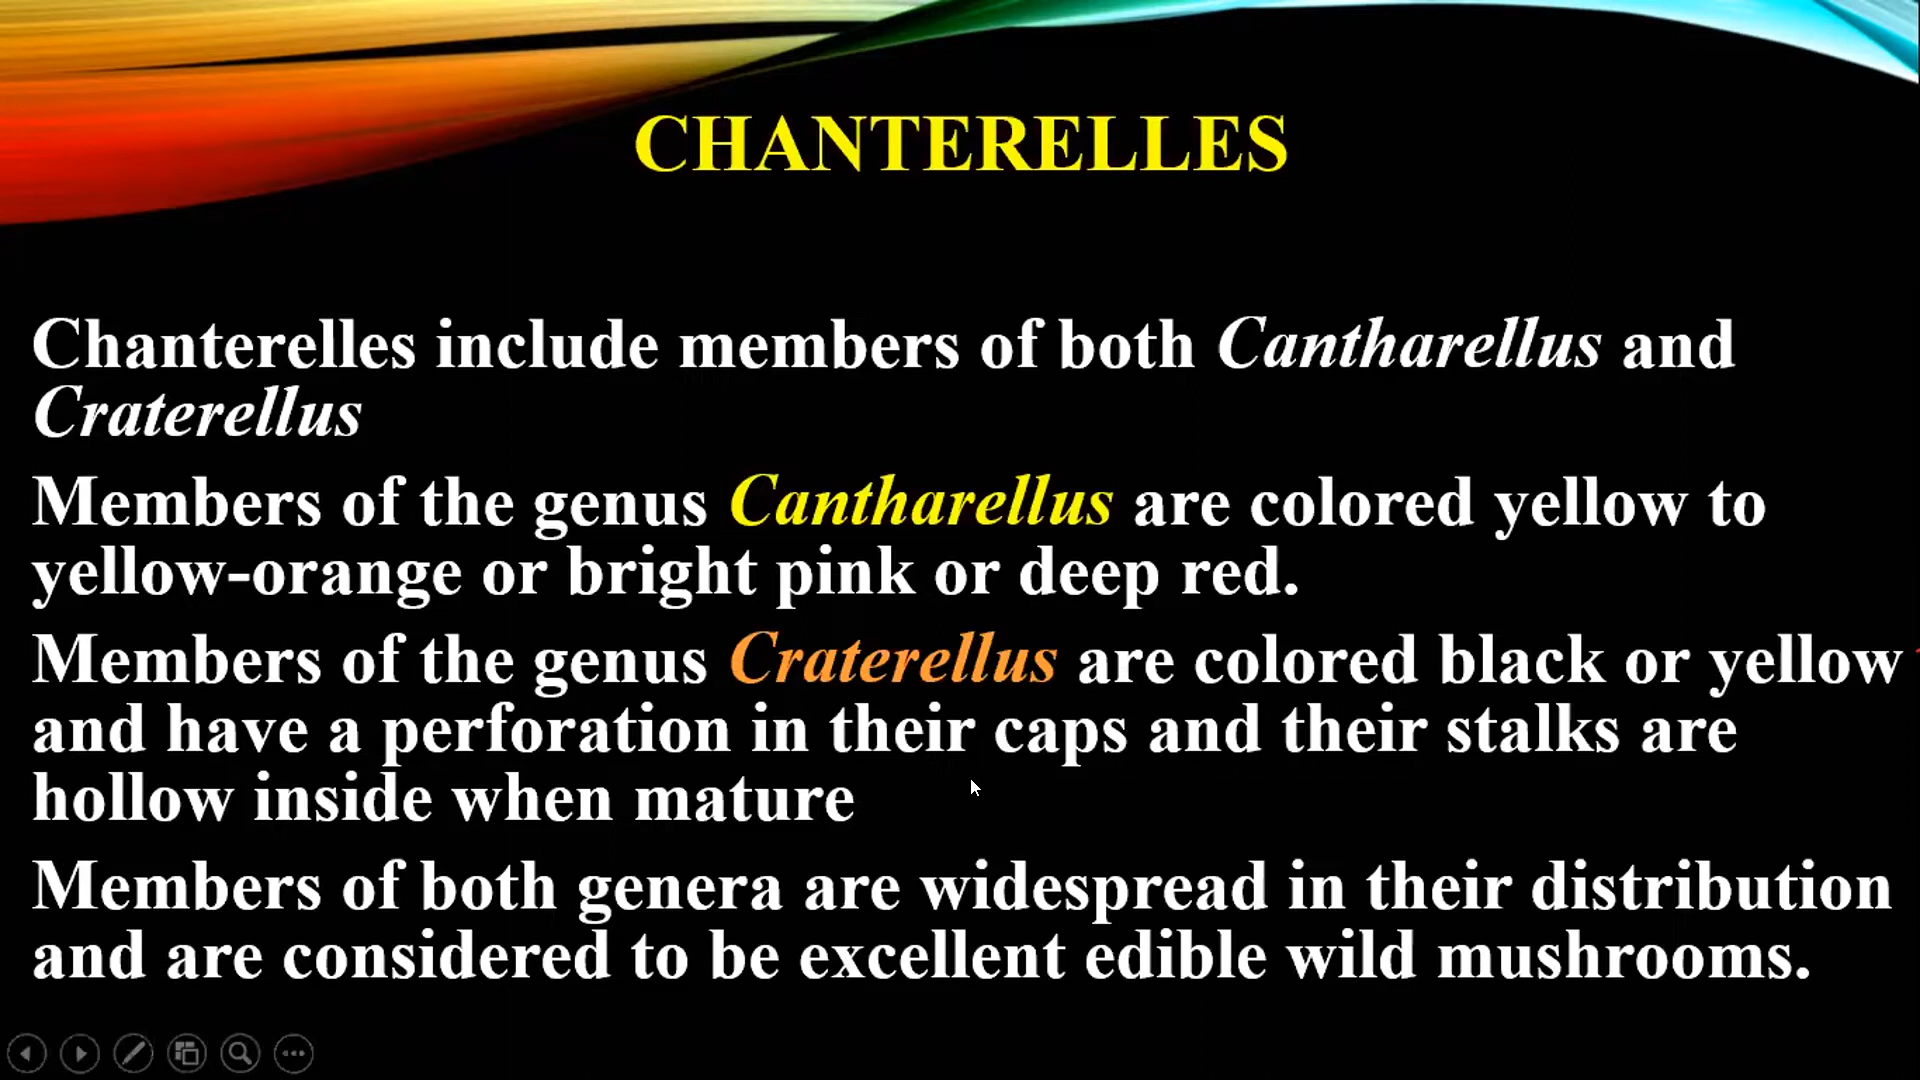 CHANTERELLES
Chanterelles include members of both Cantharellus and
Craterellus
Members of the genus Cantharellus are colored yellow to
yellow-orange or bright pink or deep red.
Members of the genus Craterellus are colored black or yellow
and have a perforation in their caps and their stalks are
hollow inside when mature
Members of both genera are widespread in their distribution
and are considered to be excellent edible wild mushrooms.